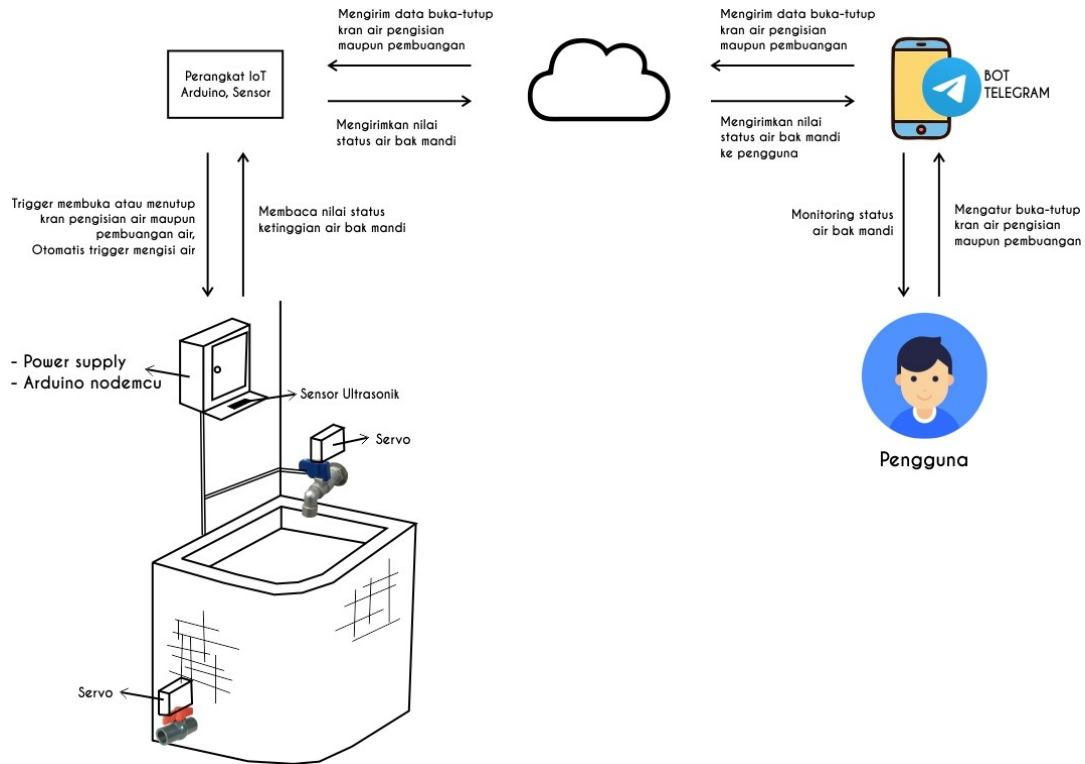 Mengirim data buka-tutup
kran air pengisian
maupun pembuangan
Mengirim data buka-tutup
kran air pengisian
maupun pembuangan
Perangkat IoT
Arduino, Sensor
BOT
TELEGRAM
Mengirimkan nilai
status air bak mandi
Mengirimkan nilai
status air bak mandi
ke pengguna
Trigger membuka atau menutup
kran pengisian air maupun
pembuangan air,
Otomatis trigger mengisi air
Membaca nilai status
ketinggian air bak mandi
Monitoring status
air bak mandi
Mengatur buka-tutup
kran air pengisian
maupun pembuangan
- Power supply
- Arduino nodemcu
Sensor Ultrasonik
Servo
Pengguna
Servo